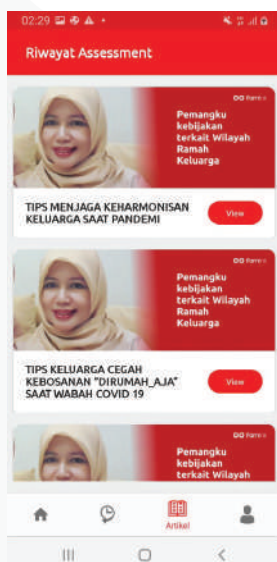 02:29
Riwayat Assessment
Pemangku
kebijakan
terkait Wilayah
Ramah
Keluarga
TIPS MENJAGA KEHARMONISAN
KELUARGA SAAT PANDEMI
View
Pemangku
kebijakan
terkait Wilayah
Ramah
Keluarga
TIPS KELUARGA CEGAH
KEBOSANAN "DIRUMAH_AJA"
SAAT WABAH COVID 19
View
Pemangku
kebijakan
terkait Wilayah
Artikel